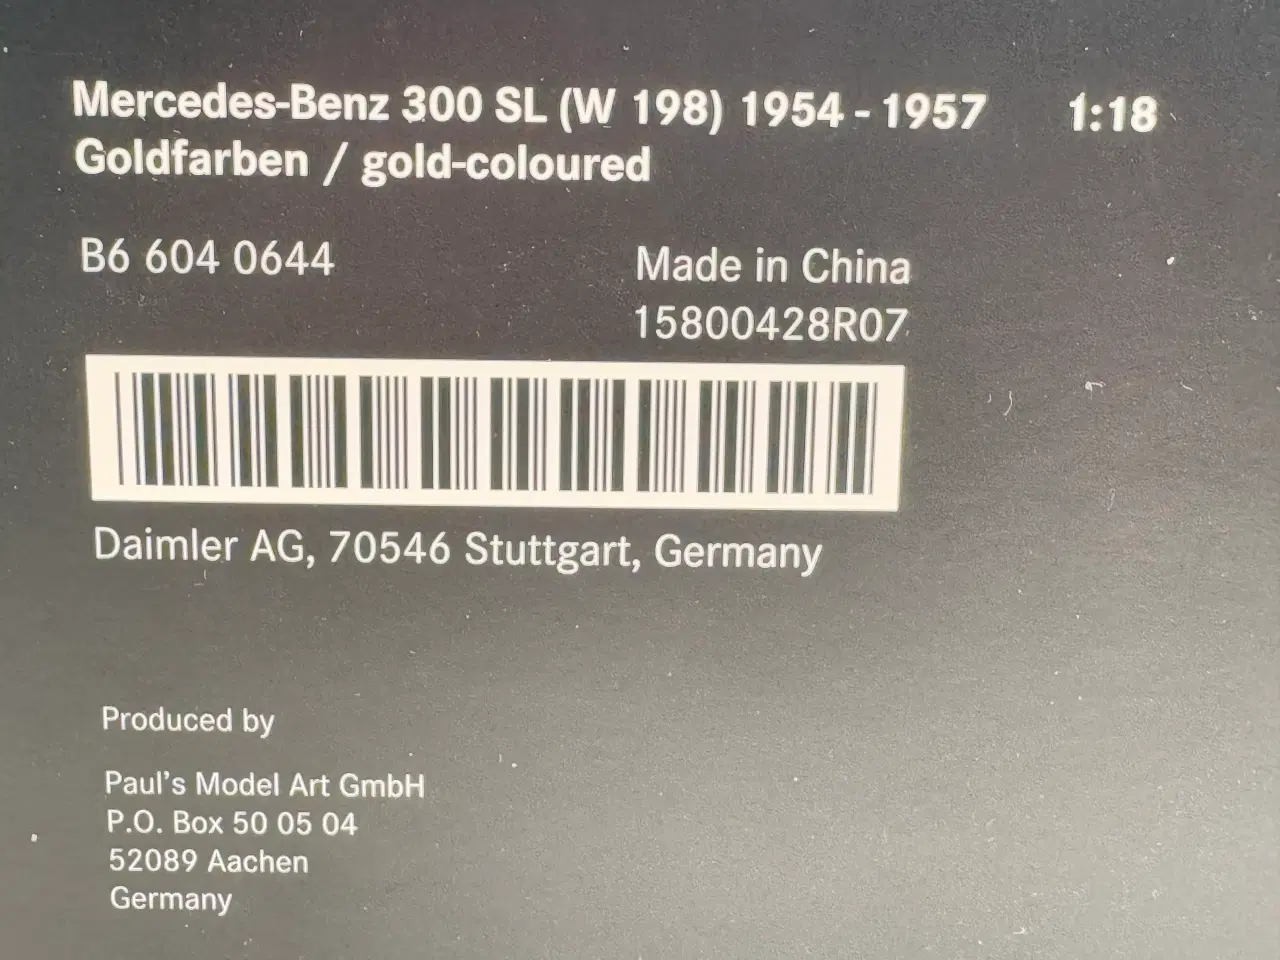 Mercedes-Benz 300 SL (W 198) 1954 - 1957 1:18
Goldfarben / gold-coloured
B6 604 0644
Made in China
15800428R07
Daimler AG, 70546 Stuttgart, Germany
Produced by
Paul's Model Art GmbH
P.O. Box 50 05 04
52089 Aachen
Germany